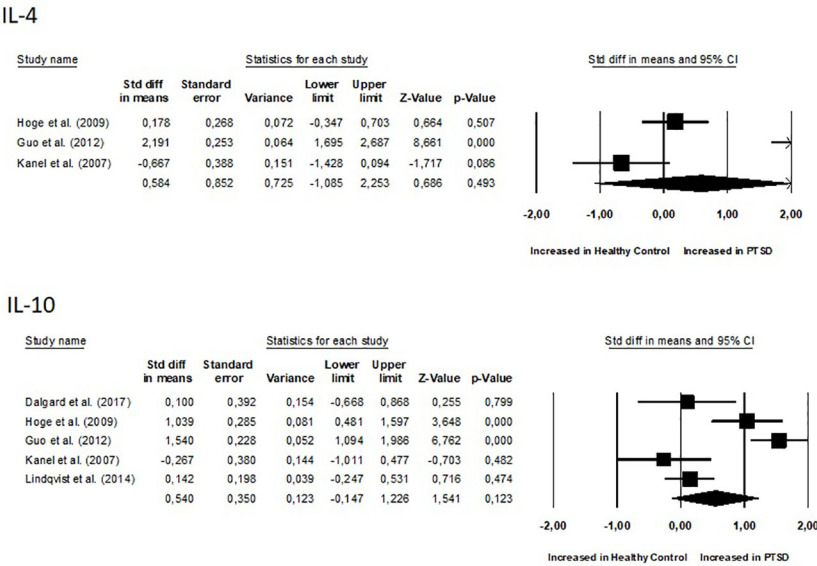 IL-4
Study name Statistics for each study Std diff in means and 95% CI
Std diff in means Standard error Variance Lower limit Upper limit Z-Value p-Value
Hoge et al. (2009) 0,178 0,268 0,072 -0,347 0,703 0,664 0,507
Guo et al. (2012) 2,191 0,253 0,064 1,695 2,687 8,661 0,000
Kanel et al. (2007) -0,667 0,388 0,151 -1,428 0,094 -1,717 0,086
0,584 0,852 0,725 -1,085 2,253 0,686 0,493
-2,00 -1,00 0,00 1,00 2,00
Increased in Healthy Control Increased in PTSD
IL-10
Study name Statistics for each study Std diff in means and 95% CI
Std diff in means Standard error Variance Lower limit Upper limit Z-Value p-Value
Dalgard et al. (2017) 0,100 0,392 0,154 -0,668 0,868 0,255 0,799
Hoge et al. (2009) 1,039 0,285 0,081 0,481 1,597 3,648 0,000
Guo et al. (2012) 1,540 0,228 0,052 1,094 1,986 6,762 0,000
Kanel et al. (2007) -0,267 0,380 0,144 -1,011 0,477 -0,703 0,482
Lindqvist et al. (2014) 0,142 0,198 0,039 -0,247 0,531 0,716 0,474
0,540 0,350 0,123 -0,147 1,226 1,541 0,123
-2,00 -1,00 0,00 1,00 2,00
Increased in Healthy Control Increased in PTSD